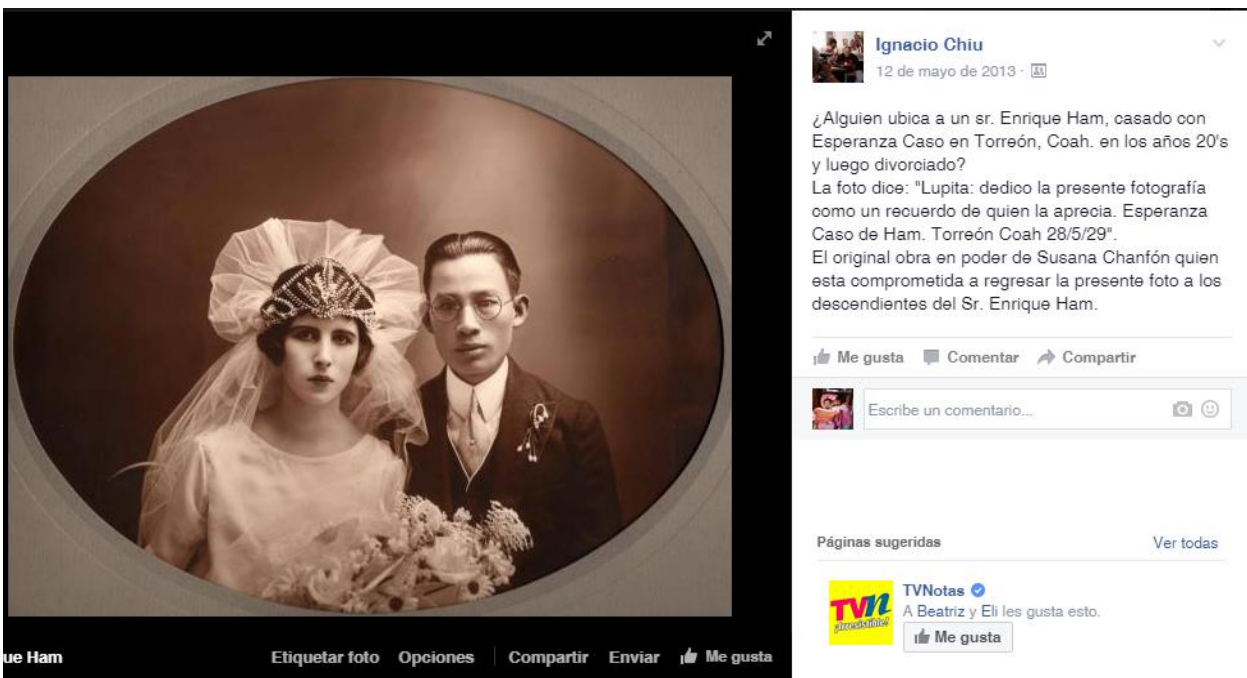 Ignacio Chiu
12 de mayo de 2013 ·
¿Alguien ubica a un sr. Enrique Ham, casado con
Esperanza Caso en Torreón, Coah. en los años 20's
y luego divorciado?
La foto dice: "Lupita: dedico la presente fotografía
como un recuerdo de quien la aprecia. Esperanza
Caso de Ham. Torreón Coah 28/5/29".
El original obra en poder de Susana Chanfón quien
esta comprometida a regresar la presente foto a los
descendientes del Sr. Enrique Ham.
Me gusta Comentar Compartir
Escribe un comentario...
Páginas sugeridas Ver todas
TVNotas
A Beatriz y Eli les gusta esto.
TVn
¡Irresistible!
Me gusta
ue Ham Etiquetar foto Opciones Compartir Enviar Me gusta